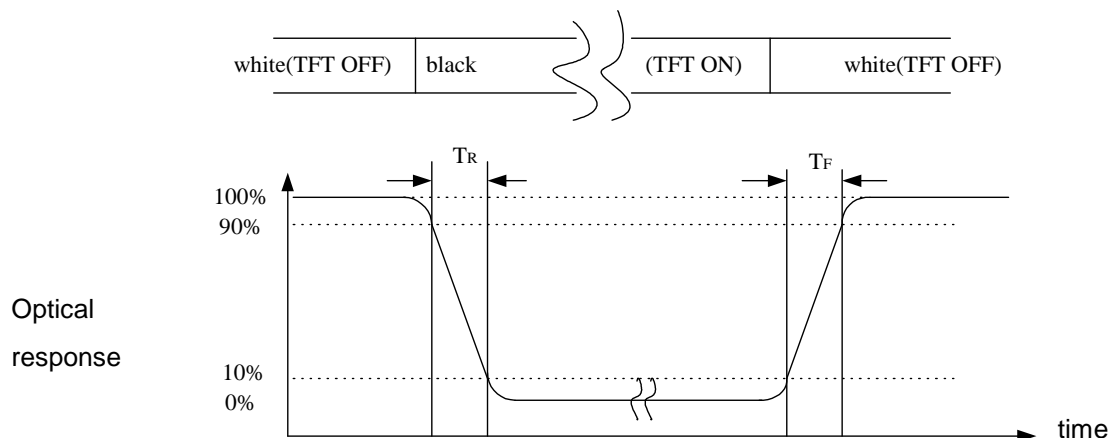 white(TFT OFF) black (TFT ON) white(TFT OFF)
TR TF
100%
90%
Optical
response
10%
0%
time